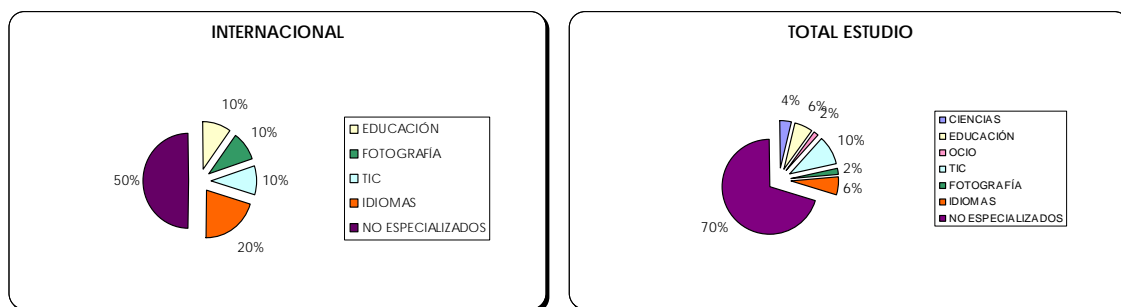 INTERNACIONAL
10%
10%
10%
20%
50%
EDUCACIÓN
FOTOGRAFÍA
TIC
IDIOMAS
NO ESPECIALIZADOS
TOTAL ESTUDIO
4%
6%
2%
10%
2%
6%
70%
CIENCIAS
EDUCACIÓN
OCIO
TIC
FOTOGRAFÍA
IDIOMAS
NO ESPECIALIZADOS